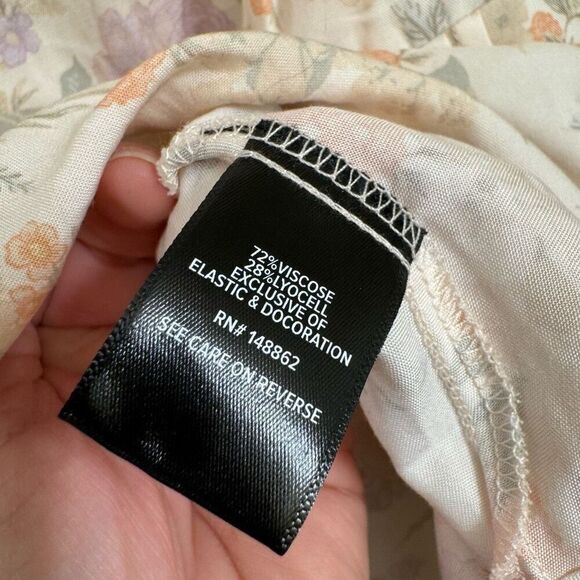 72%VISCOSE
28%LYOCELL
EXCLUSIVE OF
ELASTIC & DOCORATION
RN# 148862
SEE CARE ON REVERSE